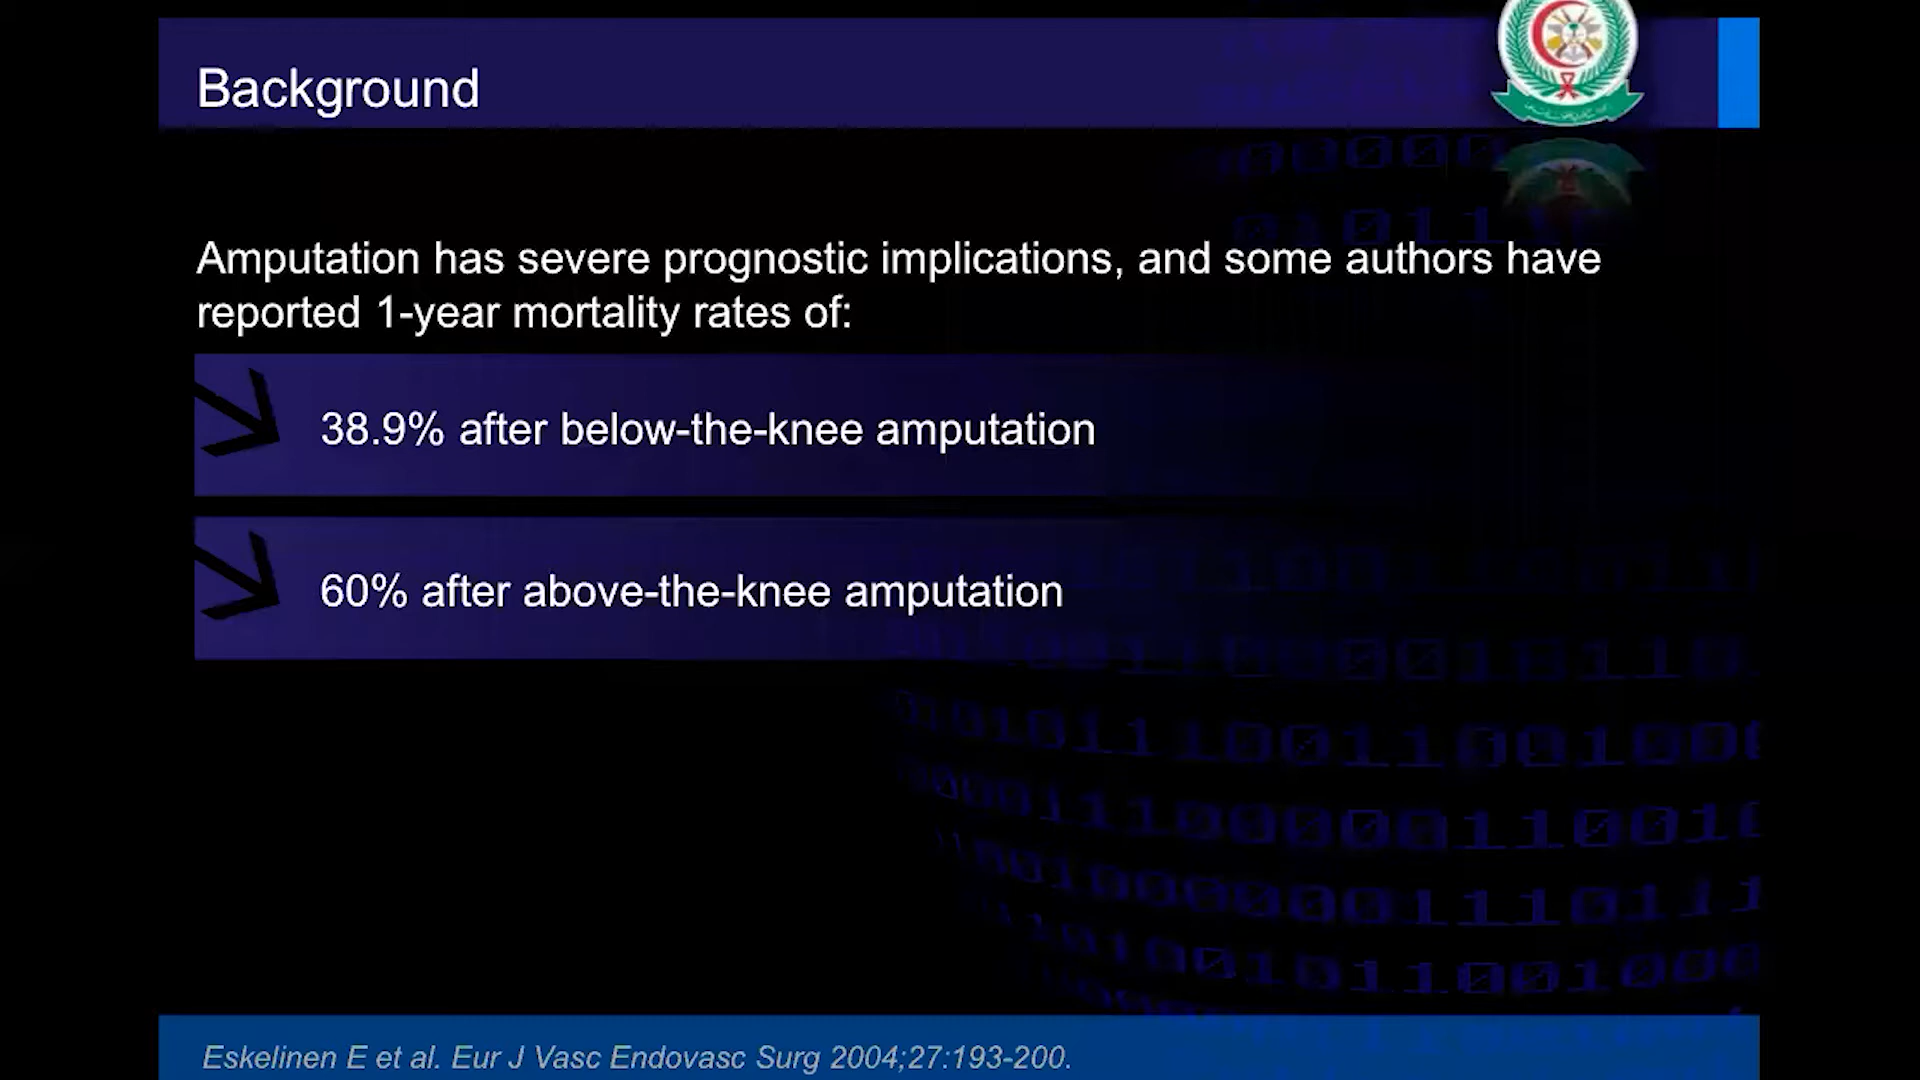 Background
Amputation has severe prognostic implications, and some authors have
reported 1-year mortality rates of:
38.9% after below-the-knee amputation
60% after above-the-knee amputation
Eskelinen E et al. Eur J Vasc Endovasc Surg 2004;27:193-200.